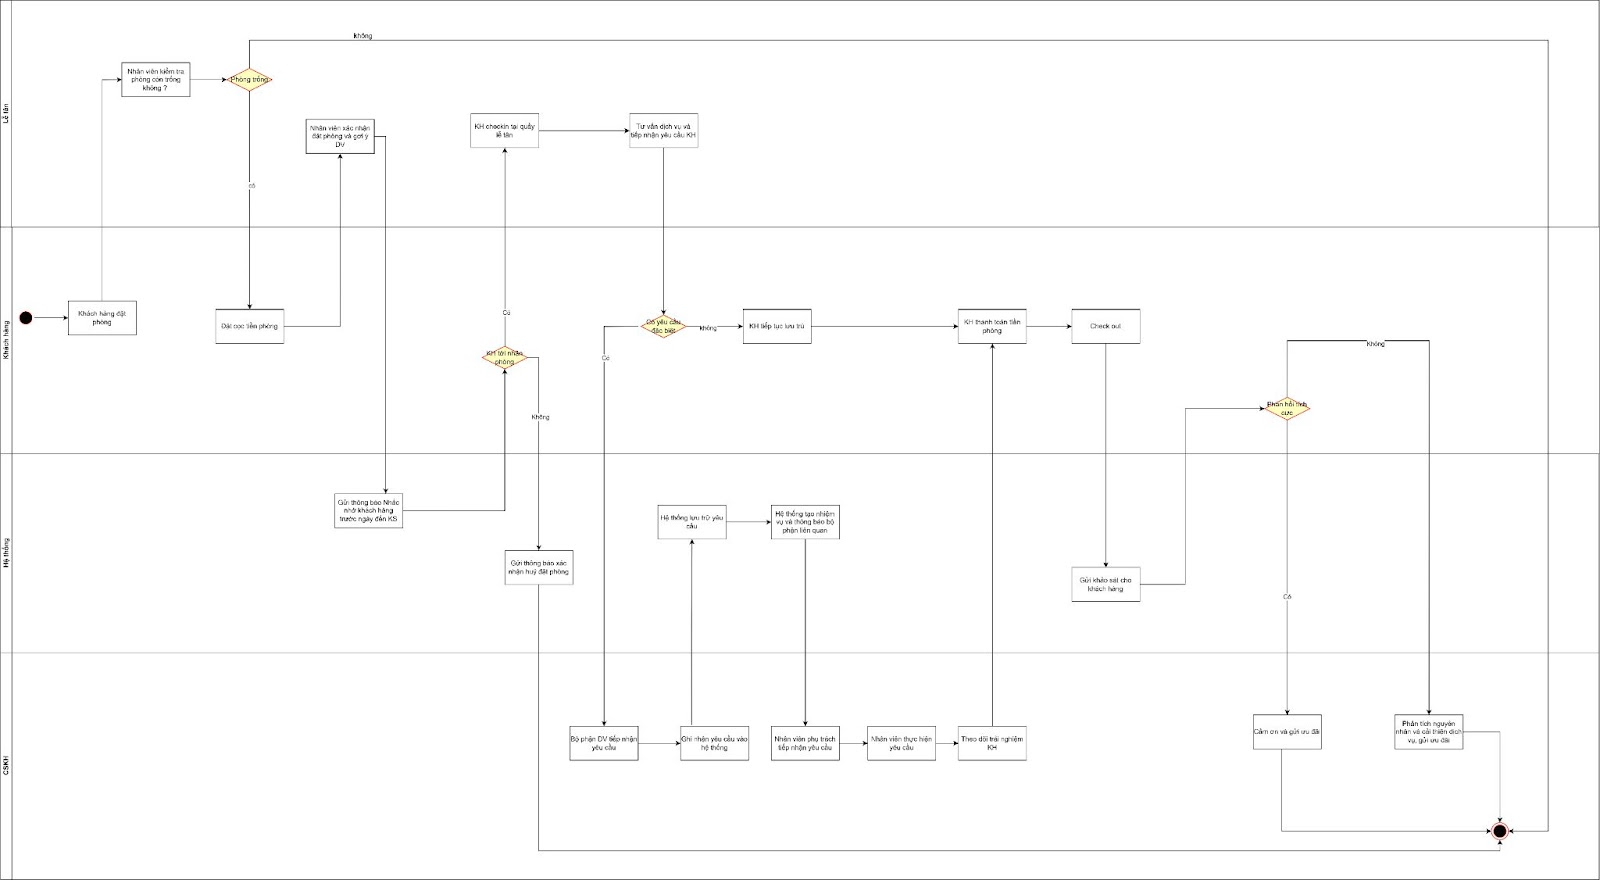 không
Nhân viên kiểm tra
phòng còn trống
không ?
Phòng trống
Lễ tân
Nhân viên xác nhận
đặt phòng và gợi ý
DV
KH checkin tại quầy
lễ tân
Tư vấn dịch vụ và
tiếp nhận yêu cầu KH
có
Khách hàng
Khách hàng đặt
phòng
Đặt cọc tiền phòng
Có
KH tới nhận
phòng
Không
Có yêu cầu
đặc biệt
không
Có
KH tiếp tục lưu trú
KH thanh toán tiền
phòng
Check out
Không
Phản hồi tích
cực
Hệ thống
Gửi thông báo Nhắc
nhở khách hàng
trước ngày đến KS
Hệ thống lưu trữ yêu
cầu
Hệ thống tạo nhiệm
vụ và thông báo bộ
phận liên quan
Gửi thông báo xác
nhận huỷ đặt phòng
Gửi khảo sát cho
khách hàng
Có
CSKH
Bộ phận DV tiếp nhận
yêu cầu
Ghi nhận yêu cầu vào
hệ thống
Nhân viên phụ trách
tiếp nhận yêu cầu
Nhân viên thực hiện
yêu cầu
Theo dõi trải nghiệm
KH
Cảm ơn và gửi ưu đãi
Phân tích nguyên
nhân và cải thiện dịch
vụ, gửi ưu đãi